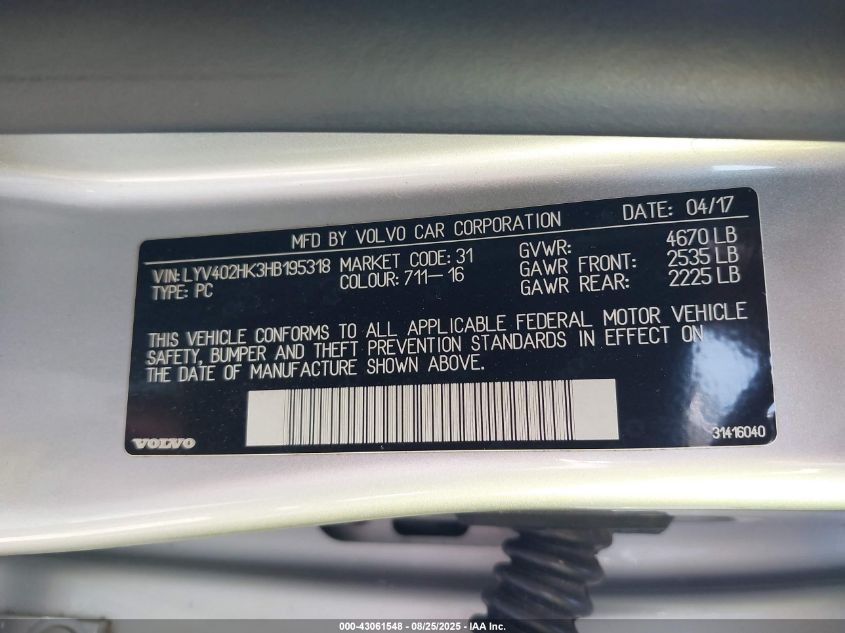 MFD BY VOLVO CAR CORPORATION DATE: 04/17
VIN: LYV402HK3HB195318 MARKET CODE: 31 GVWR: 4670 LB
TYPE: PC COLOUR: 711-16 GAWR FRONT: 2535 LB
GAWR REAR: 2225 LB
THIS VEHICLE CONFORMS TO ALL APPLICABLE FEDERAL MOTOR VEHICLE
SAFETY, BUMPER AND THEFT PREVENTION STANDARDS IN EFFECT ON
THE DATE OF MANUFACTURE SHOWN ABOVE.
VOLVO 31416040
000-43061548 - 08/25/2025 - IAA Inc.